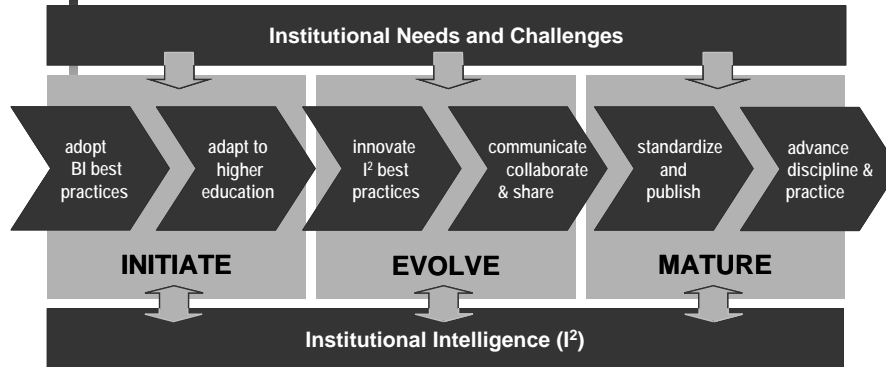 Institutional Needs and Challenges
adopt
BI best
practices
adapt to
higher
education
innovate
I² best
practices
communicate
collaborate
& share
standardize
and
publish
advance
discipline &
practice
INITIATE
EVOLVE
MATURE
Institutional Intelligence (I²)